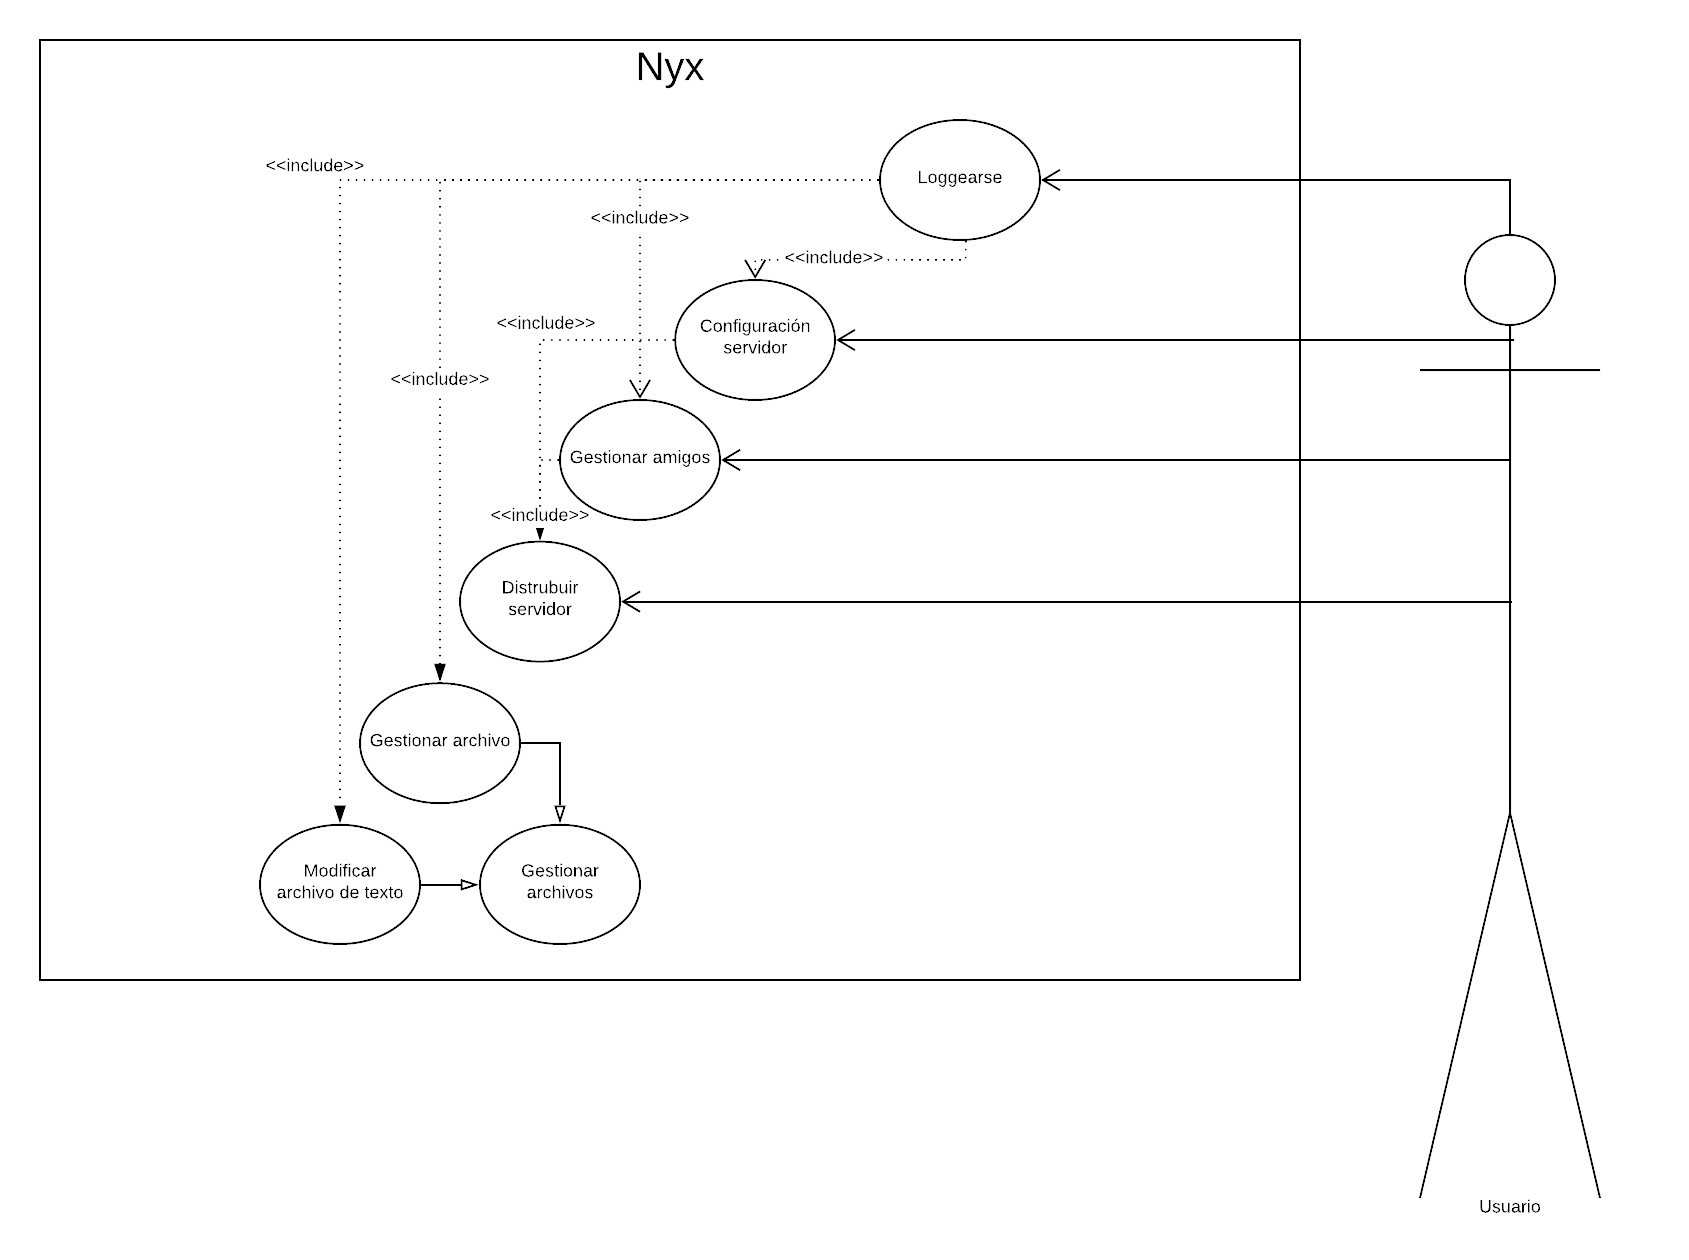 Nyx
<<include>>
Loggearse
<<include>>
<<include>>
<<include>>
Configuración
servidor
<<include>>
Gestionar amigos
<<include>>
Distrubuir
servidor
Gestionar archivo
Modificar
archivo de texto
Gestionar
archivos
Usuario